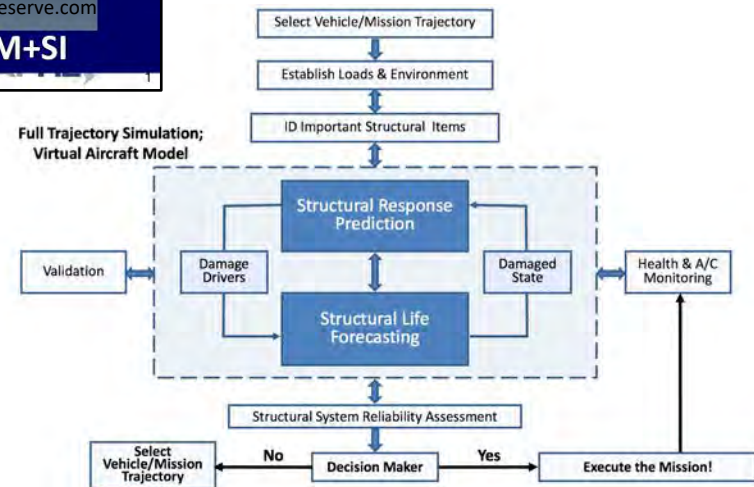 eserve.com
M+SI
1
Select Vehicle/Mission Trajectory
Establish Loads & Environment
ID Important Structural Items
Full Trajectory Simulation;
Virtual Aircraft Model
Structural Response
Prediction
Validation
Damage
Drivers
Damaged
State
Health & A/C
Monitoring
Structural Life
Forecasting
Structural System Reliability Assessment
Select
Vehicle/Mission
Trajectory
No
Decision Maker
Yes
Execute the Mission!